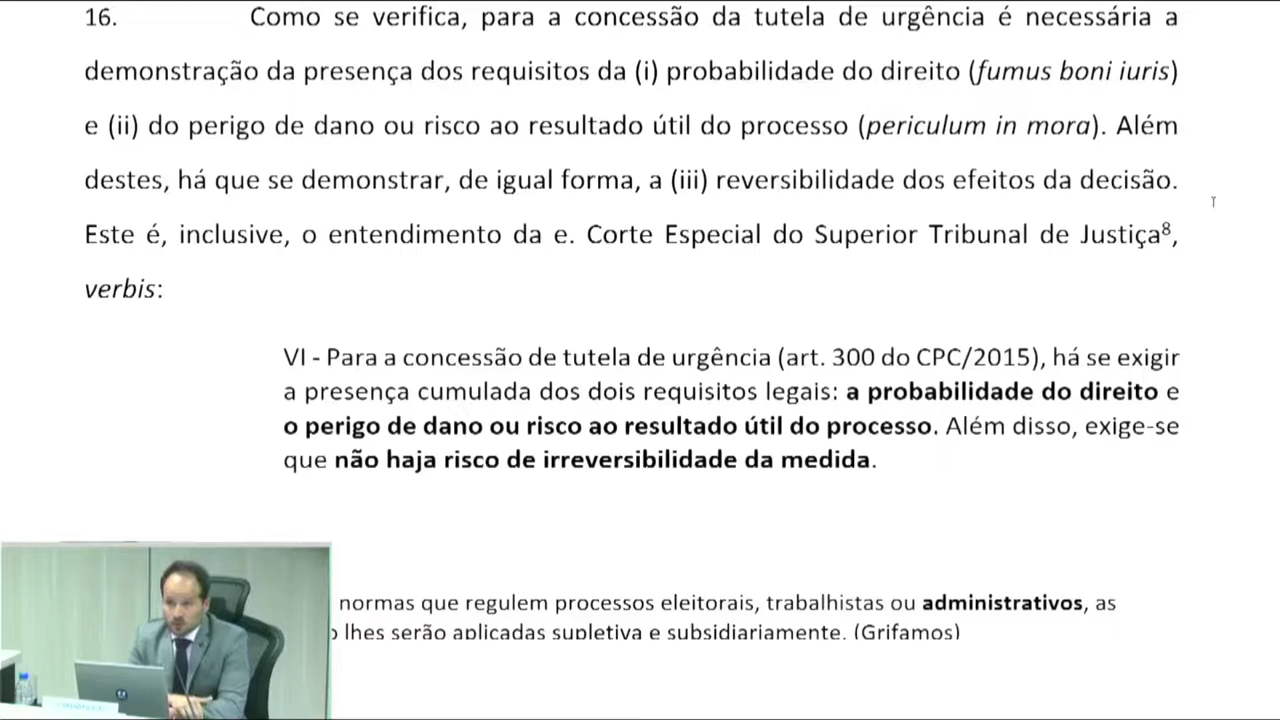 16. Como se verifica, para a concessão da tutela de urgência é necessária a
demonstração da presença dos requisitos da (i) probabilidade do direito (fumus boni iuris)
e (ii) do perigo de dano ou risco ao resultado útil do processo (periculum in mora). Além
destes, há que se demonstrar, de igual forma, a (iii) reversibilidade dos efeitos da decisão.
Este é, inclusive, o entendimento da e. Corte Especial do Superior Tribunal de Justiça⁸,
verbis:
VI - Para a concessão de tutela de urgência (art. 300 do CPC/2015), há se exigir
a presença cumulada dos dois requisitos legais: a probabilidade do direito e
o perigo de dano ou risco ao resultado útil do processo. Além disso, exige-se
que não haja risco de irreversibilidade da medida.
normas que regulem processos eleitorais, trabalhistas ou administrativos, as
lhes serão aplicadas supletiva e subsidiariamente. (Grifamos)